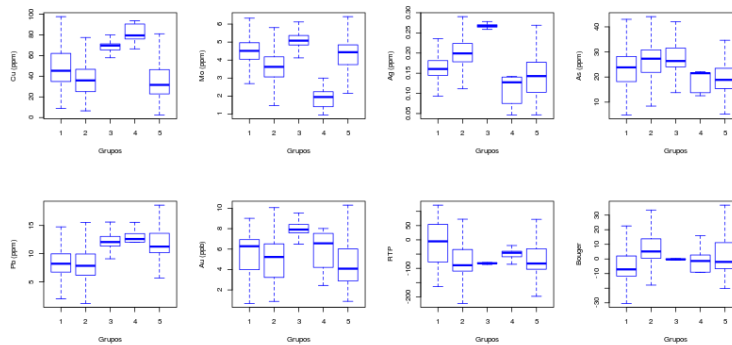 Cu (ppm)
0 20 40 60 80 100
1 2 3 4 5
Grupos
Mo (ppm)
1 2 3 4 5 6
1 2 3 4 5
Grupos
Ag (ppm)
0.05 0.10 0.15 0.20 0.25 0.30
1 2 3 4 5
Grupos
As (ppm)
10 20 30 40
1 2 3 4 5
Grupos
Pb (ppm)
5 10 15
1 2 3 4 5
Grupos
Au (ppb)
2 4 6 8 10
1 2 3 4 5
Grupos
RTP
-200 -100 0 50
1 2 3 4 5
Grupos
Bouger
-30 -10 0 10 20 30
1 2 3 4 5
Grupos